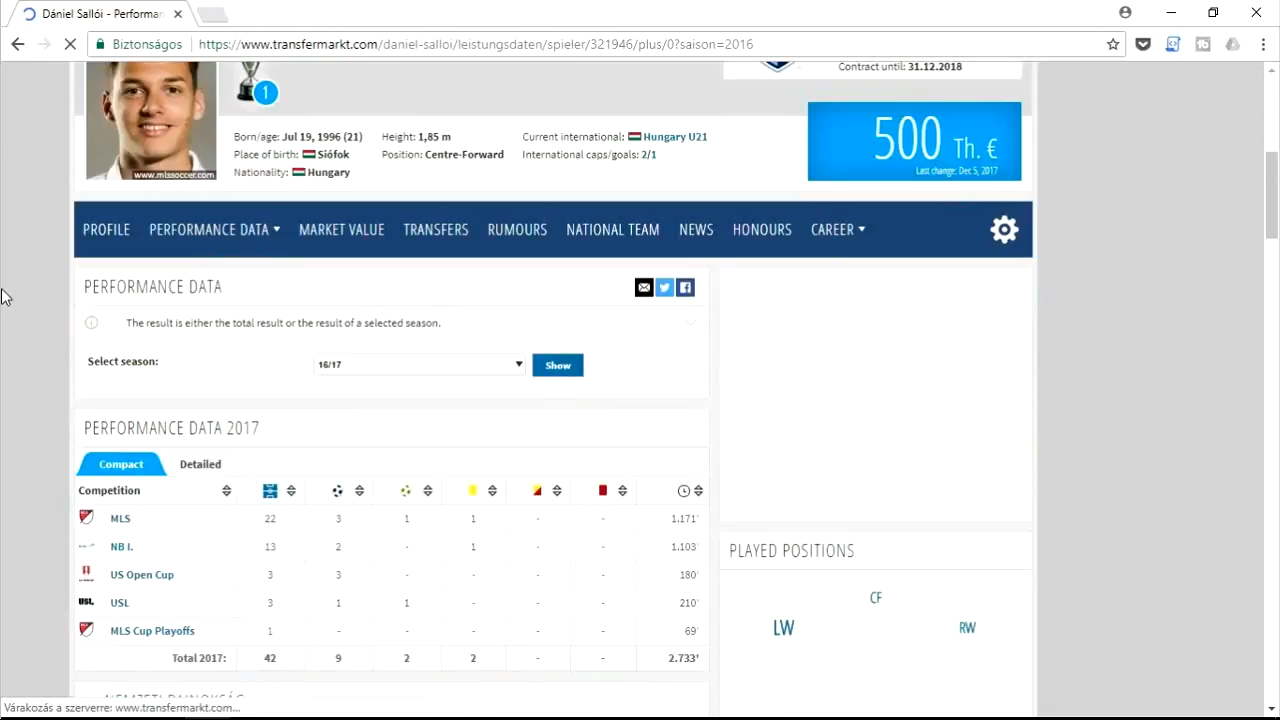 Dániel Sallói - Performan
Biztonságos https://www.transfermarkt.com/daniel-salloi/leistungsdaten/spieler/321946/plus/0?saison=2016
Contract until: 31.12.2018
1
www.mlssoccer.com
Born/age: Jul 19, 1996 (21) Height: 1,85 m Current international: Hungary U21
Place of birth: Siófok Position: Centre-Forward International caps/goals: 2/1
Nationality: Hungary
500 Th. €
Last change: Dec 5, 2017
PROFILE PERFORMANCE DATA MARKET VALUE TRANSFERS RUMOURS NATIONAL TEAM NEWS HONOURS CAREER
PERFORMANCE DATA
The result is either the total result or the result of a selected season.
Select season: 16/17 Show
PERFORMANCE DATA 2017
Compact Detailed
Competition
MLS 22 3 1 1 - - 1.171'
NB I. 13 2 - 1 - - 1.103'
US Open Cup 3 3 - - - - 180'
USL USL 3 1 1 - - - 210'
MLS Cup Playoffs 1 - - - - - 69'
Total 2017: 42 9 2 2 - - 2.733'
PLAYED POSITIONS
CF
LW RW
NEMZETI BAJNOKSÁG
Várakozás a szerverre: www.transfermarkt.com...